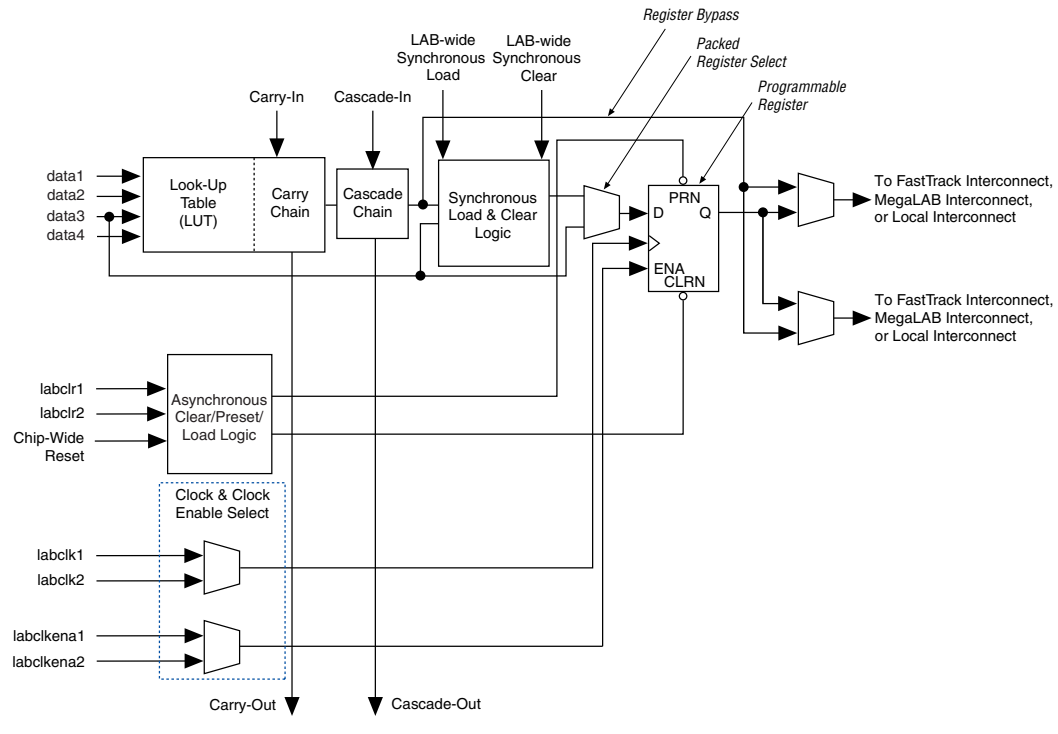 Register Bypass
Packed
Register Select
Programmable
Register
LAB-wide
Synchronous
Load
LAB-wide
Synchronous
Clear
Carry-In
Cascade-In
data1
data2
data3
data4
Look-Up
Table
(LUT)
Carry
Chain
Cascade
Chain
Synchronous
Load & Clear
Logic
PRN
D
Q
ENA
CLRN
To FastTrack Interconnect,
MegaLAB Interconnect,
or Local Interconnect
To FastTrack Interconnect,
MegaLAB Interconnect,
or Local Interconnect
labclr1
labclr2
Chip-Wide
Reset
Asynchronous
Clear/Preset/
Load Logic
Clock & Clock
Enable Select
labclk1
labclk2
labclkena1
labclkena2
Carry-Out
Cascade-Out